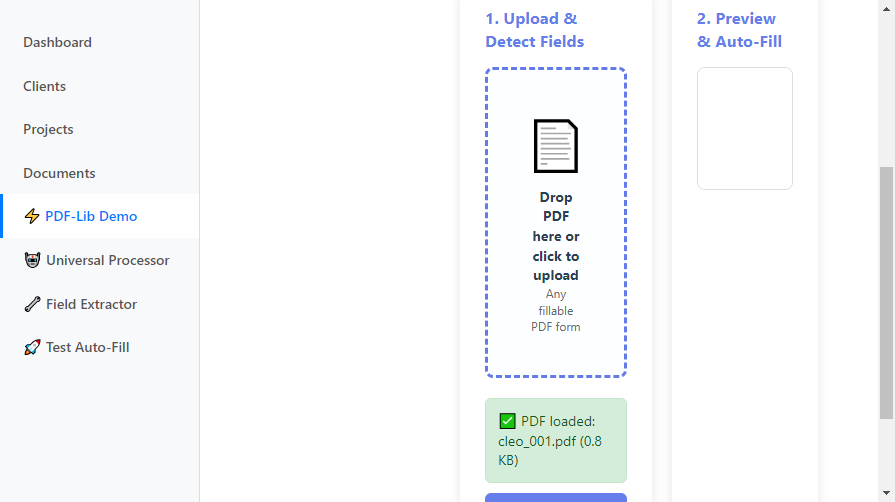 Dashboard
Clients
Projects
Documents
⚡ PDF-Lib Demo
🤖 Universal Processor
🔧 Field Extractor
🚀 Test Auto-Fill
1. Upload &
Detect Fields
📄
Drop
PDF
here or
click to
upload
Any
fillable
PDF form
✅ PDF loaded:
cleo_001.pdf (0.8
KB)
2. Preview
& Auto-Fill